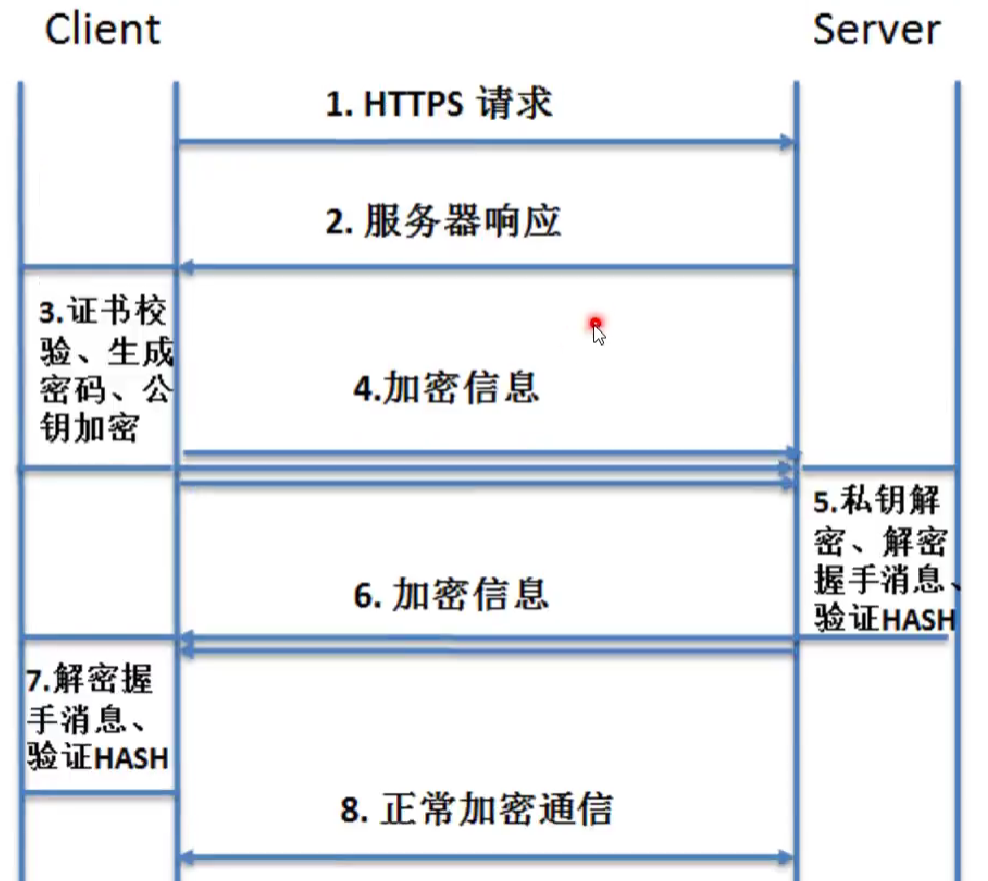 Client
Server
1. HTTPS 请求
2. 服务器响应
3.证书校
验、生成
密码、公
钥加密
4.加密信息
5.私钥解
密、解密
握手消息、
验证HASH
6. 加密信息
7.解密握
手消息、
验证HASH
8. 正常加密通信